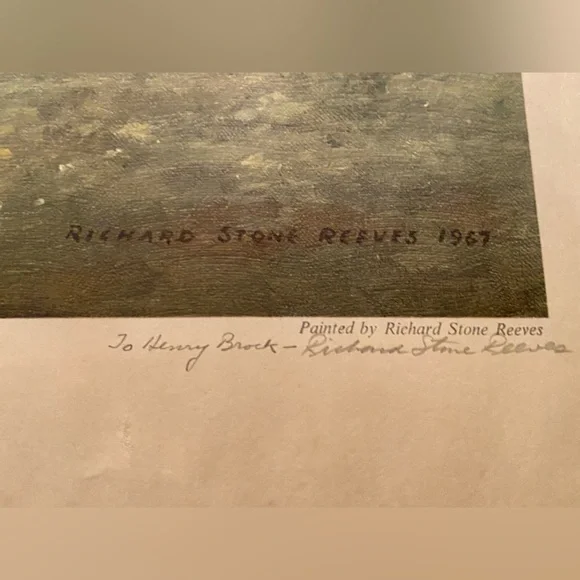 RICHARD STONE REEVES 1967
Painted by Richard Stone Reeves
To Henry Brock — Richard Stone Reeves